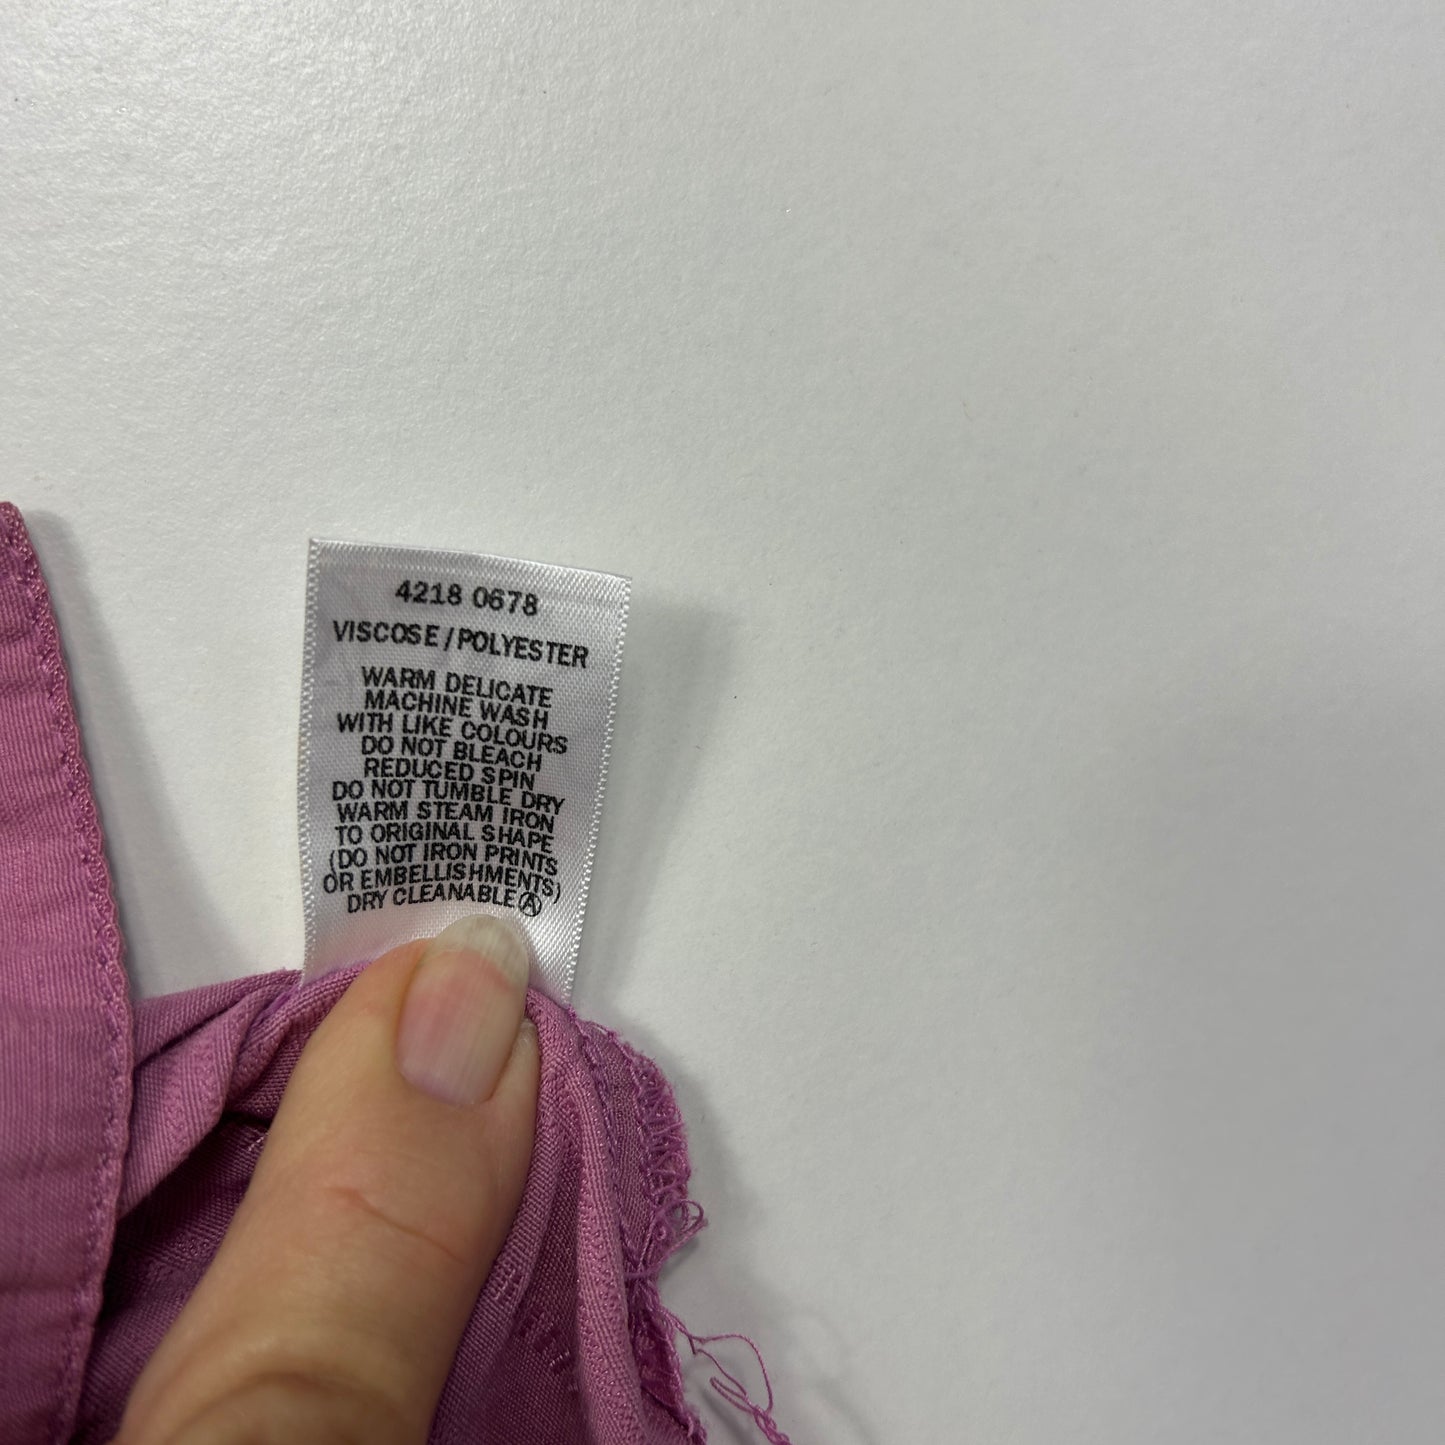 4218 0678
VISCOSE/POLYESTER
WARM DELICATE
MACHINE WASH
WITH LIKE COLOURS
DO NOT BLEACH
REDUCED SPIN
DO NOT TUMBLE DRY
WARM STEAM IRON
TO ORIGINAL SHAPE
(DO NOT IRON PRINTS
OR EMBELLISHMENTS)
DRY CLEANABLE Ⓐ